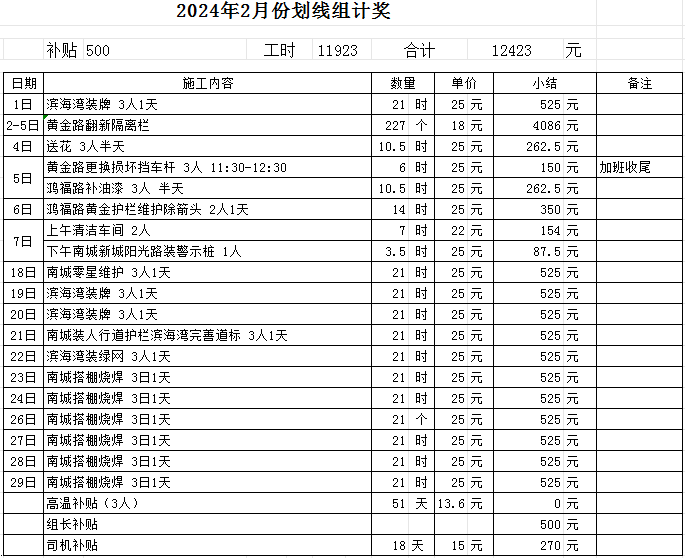 2024年2月份划线组计奖
补贴 500 工时 11923 合计 12423 元
日期 施工内容 数量 单价 小结 备注
1日 滨海湾装牌 3人1天 21 时 25 元 525 元
2-5日 黄金路翻新隔离栏 227 个 18 元 4086 元
4日 送花 3人半天 10.5 时 25 元 262.5 元
5日 黄金路更换损坏挡车杆 3人 11:30-12:30 6 时 25 元 150 元 加班收尾
鸿福路补油漆 3人 半天 10.5 时 25 元 262.5 元
6日 鸿福路黄金护栏维护除箭头 2人1天 14 时 25 元 350 元
7日 上午清洁车间 2人 7 时 22 元 154 元
下午南城新城阳光路装警示桩 1人 3.5 时 25 元 87.5 元
18日 南城零星维护 3人1天 21 时 25 元 525 元
19日 滨海湾装牌 3人1天 21 时 25 元 525 元
20日 滨海湾装牌 3人1天 21 时 25 元 525 元
21日 南城装人行道护栏滨海湾完善道标 3人1天 21 时 25 元 525 元
22日 滨海湾装绿网 3人1天 21 时 25 元 525 元
23日 南城搭棚烧焊 3日1天 21 时 25 元 525 元
24日 南城搭棚烧焊 3日1天 21 时 25 元 525 元
26日 南城搭棚烧焊 3日1天 21 个 25 元 525 元
27日 南城搭棚烧焊 3日1天 21 时 25 元 525 元
28日 南城搭棚烧焊 3日1天 21 时 25 元 525 元
29日 南城搭棚烧焊 3日1天 21 时 25 元 525 元
高温补贴（3人） 51 天 13.6 元 0 元
组长补贴 500 元
司机补贴 18 天 15 元 270 元